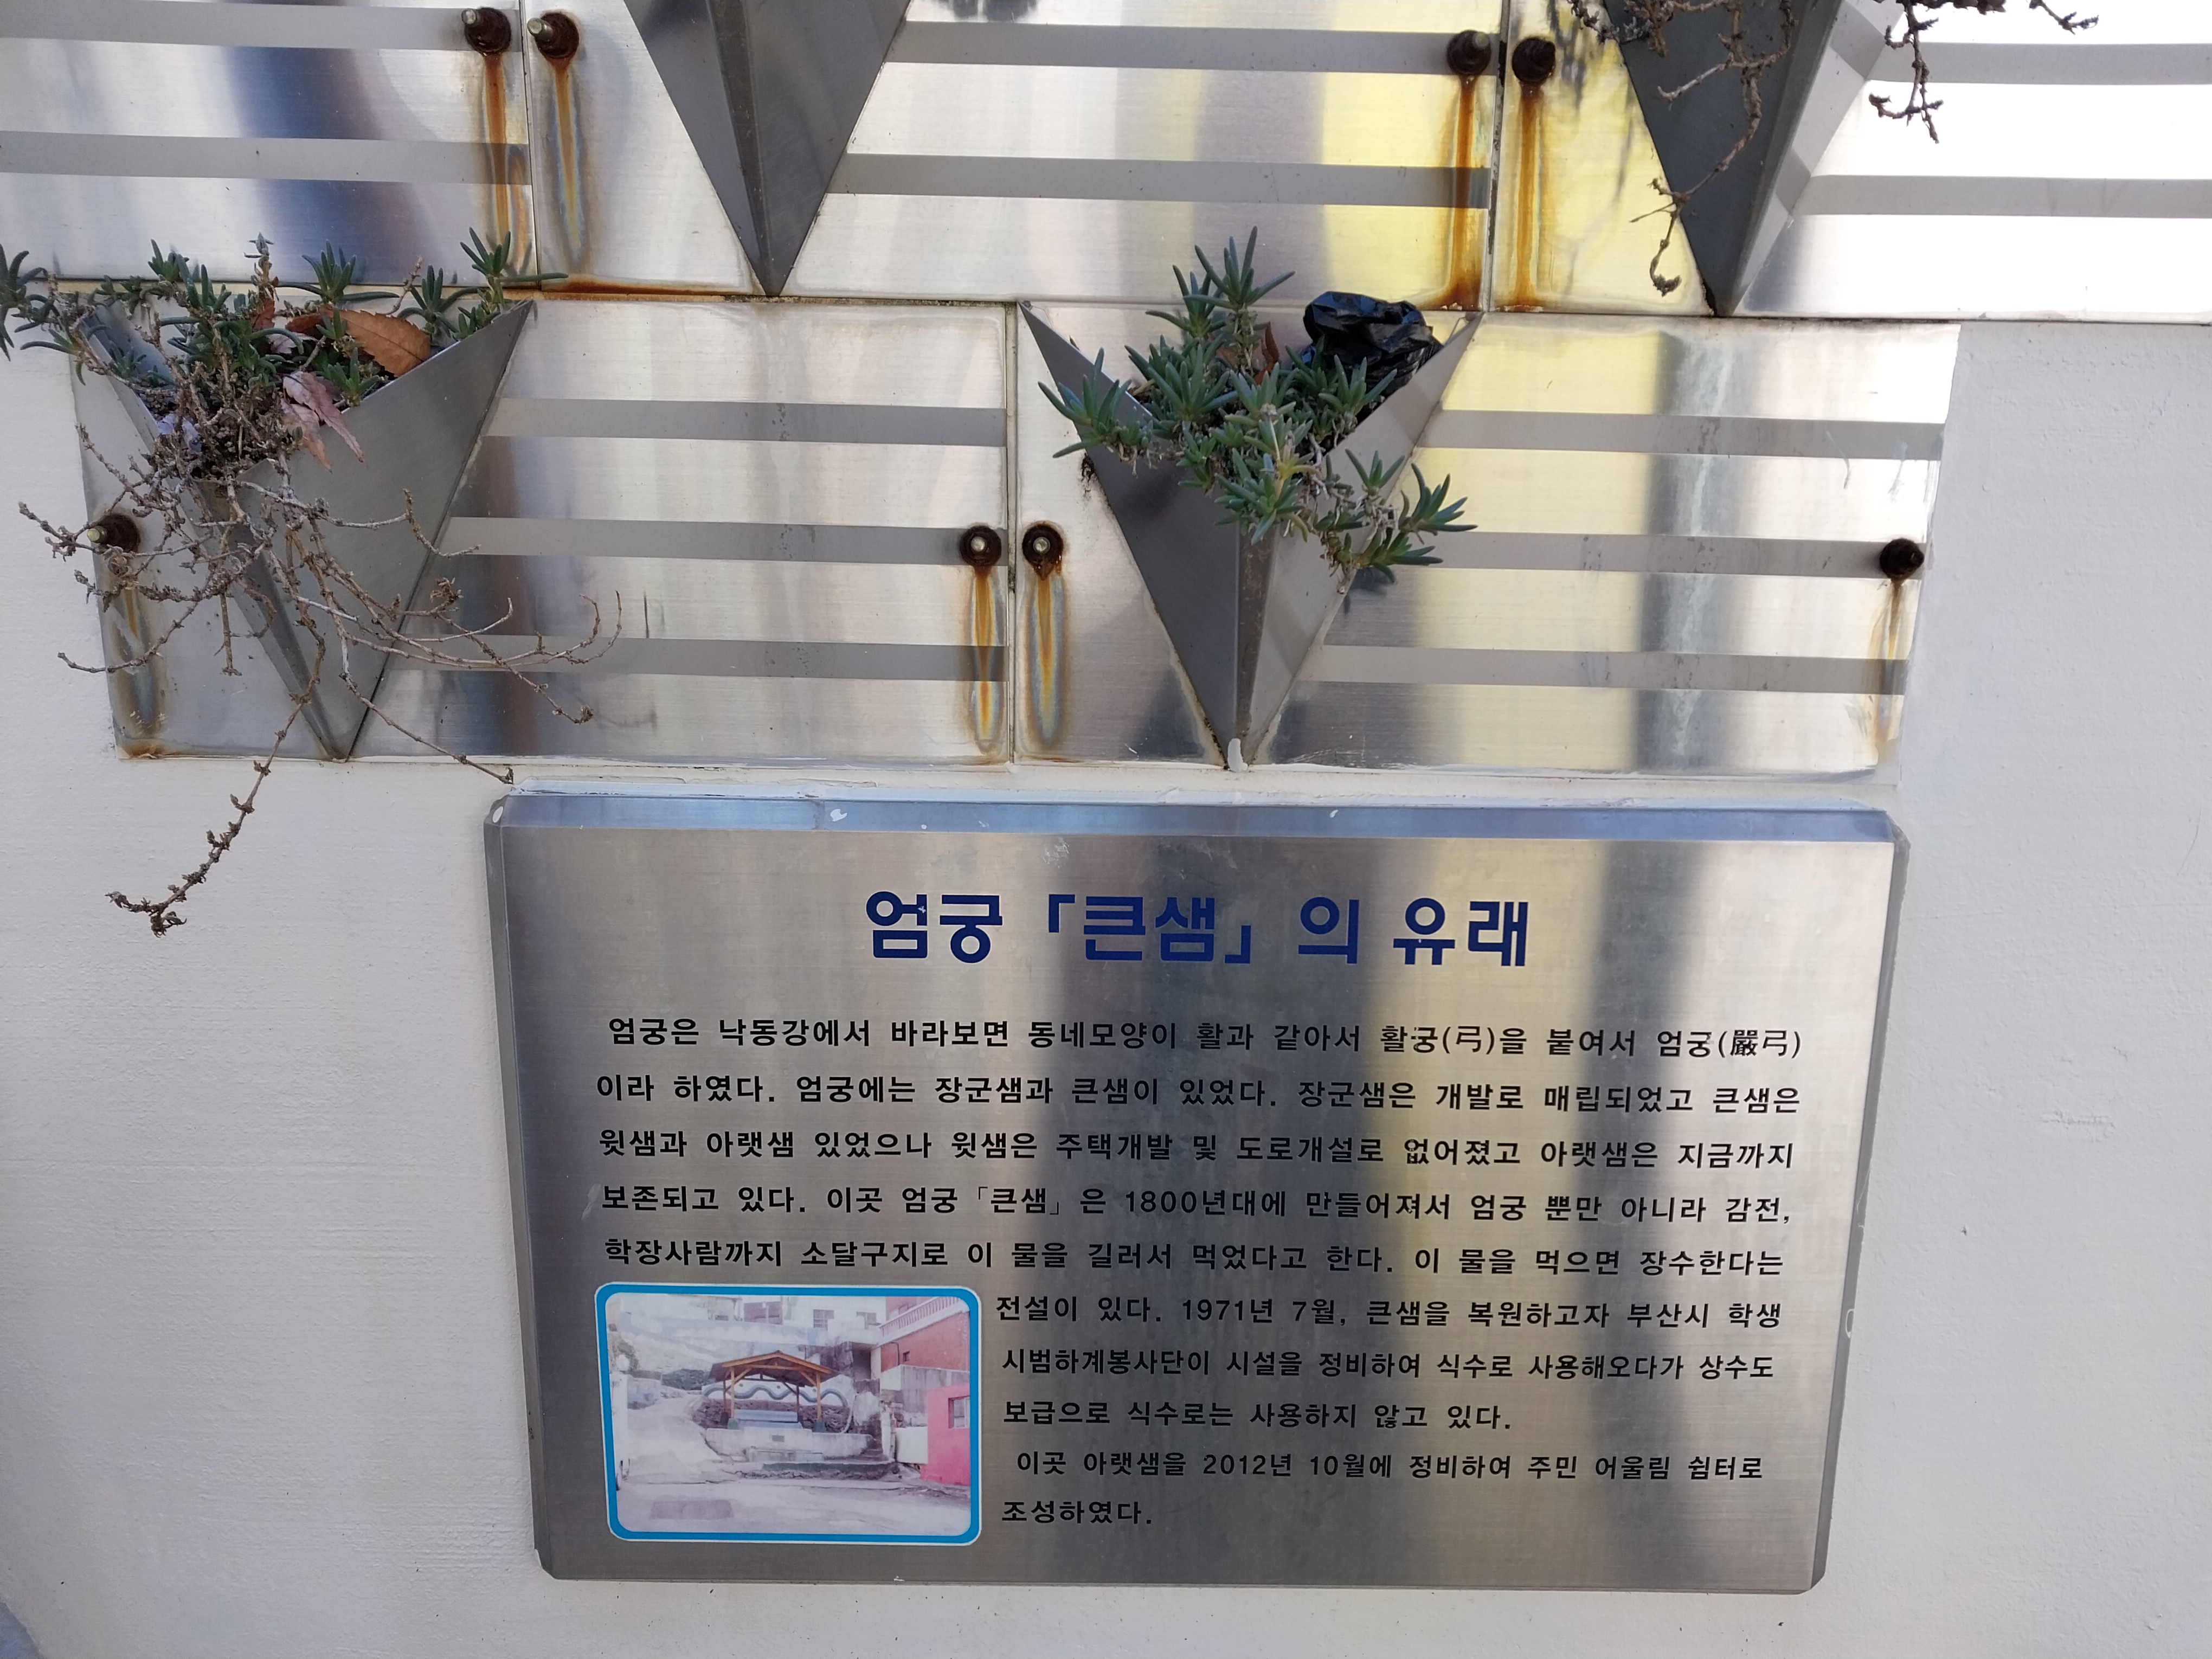 엄궁 「큰샘」 의 유래
엄궁은 낙동강에서 바라보면 동네모양이 활과 같아서 활궁(弓)을 붙여서 엄궁(嚴弓)
이라 하였다. 엄궁에는 장군샘과 큰샘이 있었다. 장군샘은 개발로 매립되었고 큰샘은
윗샘과 아랫샘 있었으나 윗샘은 주택개발 및 도로개설로 없어졌고 아랫샘은 지금까지
보존되고 있다. 이곳 엄궁 「큰샘」 은 1800년대에 만들어져서 엄궁 뿐만 아니라 감전,
학장사람까지 소달구지로 이 물을 길러서 먹었다고 한다. 이 물을 먹으면 장수한다는
전설이 있다. 1971년 7월, 큰샘을 복원하고자 부산시 학생
시범하계봉사단이 시설을 정비하여 식수로 사용해오다가 상수도
보급으로 식수로는 사용하지 않고 있다.
이곳 아랫샘을 2012년 10월에 정비하여 주민 어울림 쉼터로
조성하였다.